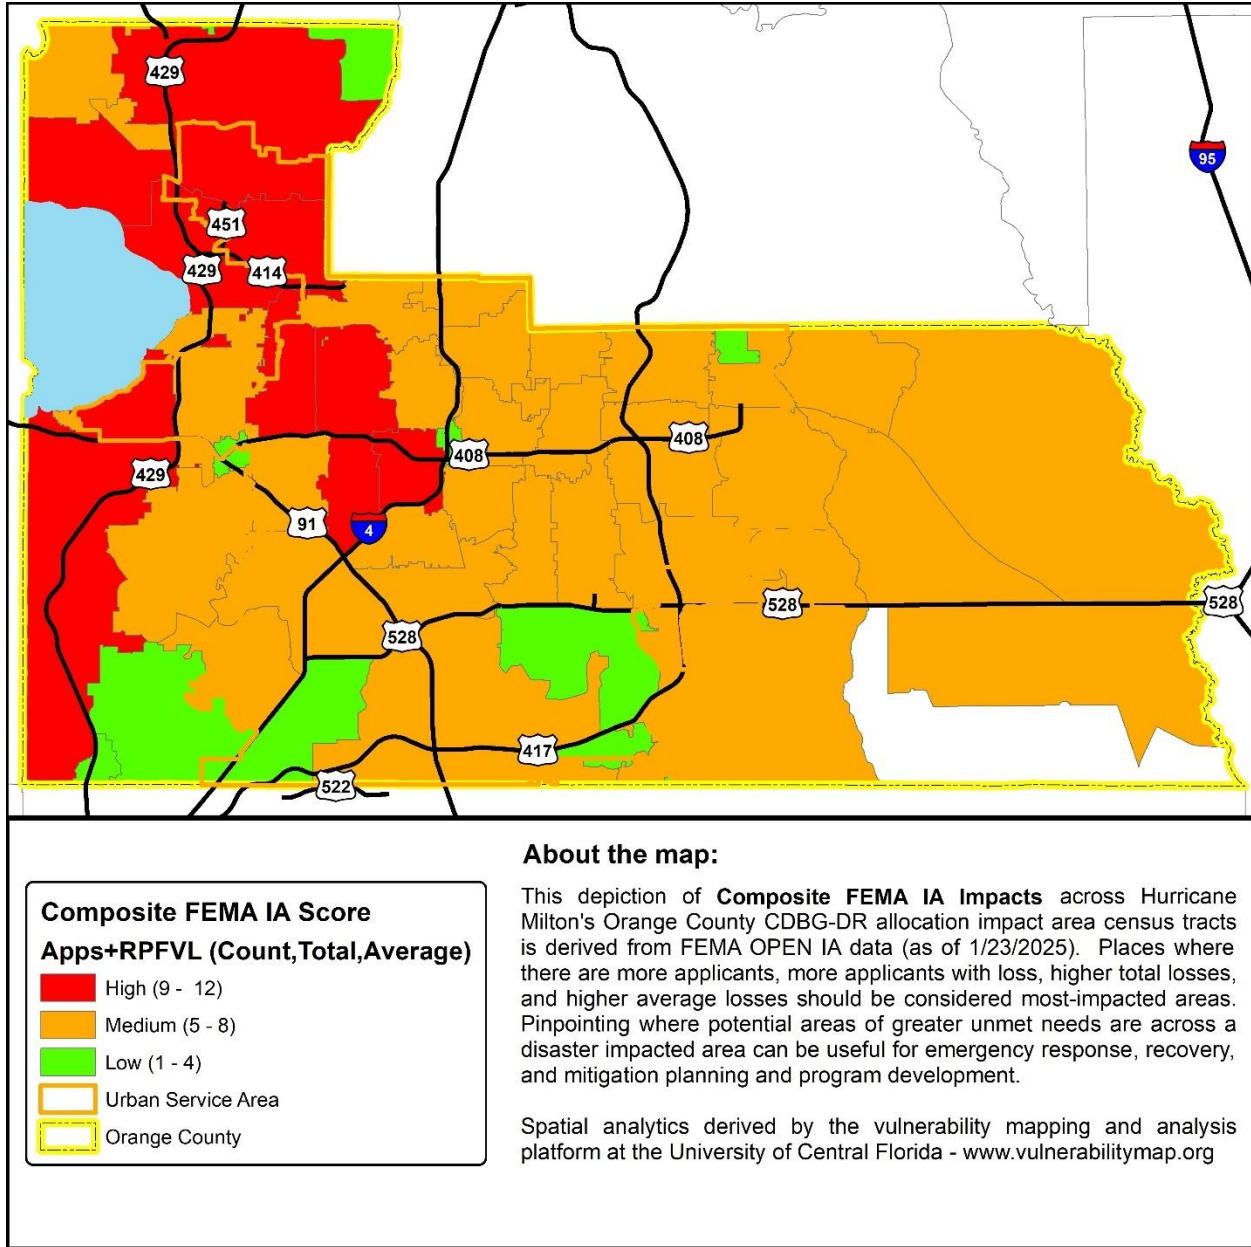 429
95
451
429
414
408
408
429
91
4
528
528
528
417
522
Composite FEMA IA Score
Apps+RPFVL (Count,Total,Average)
High (9 -  12)
Medium (5 - 8)
Low (1 - 4)
Urban Service Area
Orange County
About the map:
This depiction of Composite FEMA IA Impacts across Hurricane
Milton's Orange County CDBG-DR allocation impact area census tracts
is derived from FEMA OPEN IA data (as of 1/23/2025). Places where
there are more applicants, more applicants with loss, higher total losses,
and higher average losses should be considered most-impacted areas.
Pinpointing where potential areas of greater unmet needs are across a
disaster impacted area can be useful for emergency response, recovery,
and mitigation planning and program development.
Spatial analytics derived by the vulnerability mapping and analysis
platform at the University of Central Florida - www.vulnerabilitymap.org